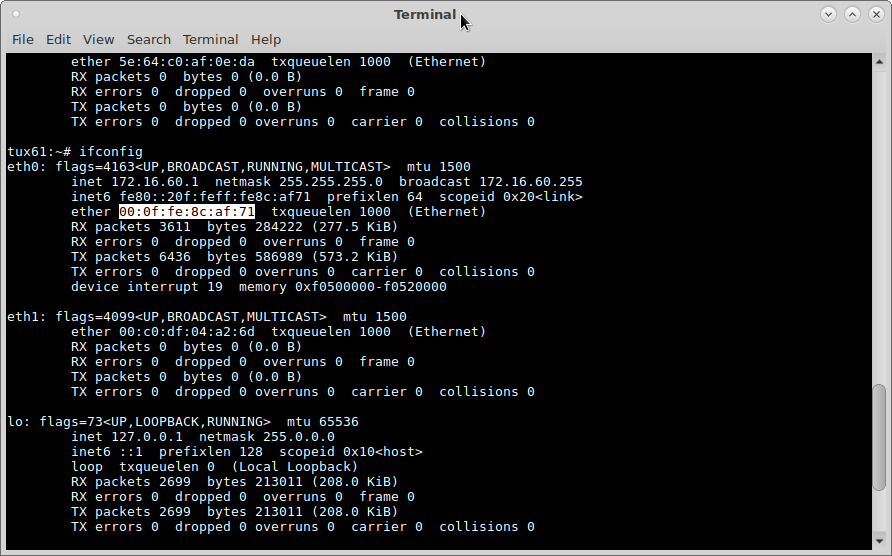 Terminal
File Edit View Search Terminal Help
        ether 5e:64:c0:af:0e:da  txqueuelen 1000  (Ethernet)
        RX packets 0  bytes 0 (0.0 B)
        RX errors 0  dropped 0  overruns 0  frame 0
        TX packets 0  bytes 0 (0.0 B)
        TX errors 0  dropped 0 overruns 0  carrier 0  collisions 0

tux61:~# ifconfig
eth0: flags=4163<UP,BROADCAST,RUNNING,MULTICAST>  mtu 1500
        inet 172.16.60.1  netmask 255.255.255.0  broadcast 172.16.60.255
        inet6 fe80::20f:feff:fe8c:af71  prefixlen 64  scopeid 0x20<link>
        ether 00:0f:fe:8c:af:71  txqueuelen 1000  (Ethernet)
        RX packets 3611  bytes 284222 (277.5 KiB)
        RX errors 0  dropped 0  overruns 0  frame 0
        TX packets 6436  bytes 586989 (573.2 KiB)
        TX errors 0  dropped 0 overruns 0  carrier 0  collisions 0
        device interrupt 19  memory 0xf0500000-f0520000

eth1: flags=4099<UP,BROADCAST,MULTICAST>  mtu 1500
        ether 00:c0:df:04:a2:6d  txqueuelen 1000  (Ethernet)
        RX packets 0  bytes 0 (0.0 B)
        RX errors 0  dropped 0  overruns 0  frame 0
        TX packets 0  bytes 0 (0.0 B)
        TX errors 0  dropped 0 overruns 0  carrier 0  collisions 0

lo: flags=73<UP,LOOPBACK,RUNNING>  mtu 65536
        inet 127.0.0.1  netmask 255.0.0.0
        inet6 ::1  prefixlen 128  scopeid 0x10<host>
        loop  txqueuelen 0  (Local Loopback)
        RX packets 2699  bytes 213011 (208.0 KiB)
        RX errors 0  dropped 0  overruns 0  frame 0
        TX packets 2699  bytes 213011 (208.0 KiB)
        TX errors 0  dropped 0 overruns 0  carrier 0  collisions 0